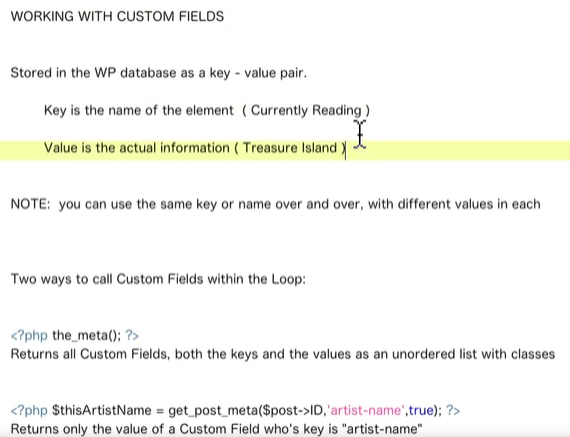 WORKING WITH CUSTOM FIELDS
Stored in the WP database as a key - value pair.
Key is the name of the element ( Currently Reading )
Value is the actual information ( Treasure Island )
NOTE: you can use the same key or name over and over, with different values in each
Two ways to call Custom Fields within the Loop:
<?php the_meta(); ?>
Returns all Custom Fields, both the keys and the values as an unordered list with classes
<?php $thisArtistName = get_post_meta($post->ID,'artist-name',true); ?>
Returns only the value of a Custom Field who's key is "artist-name"